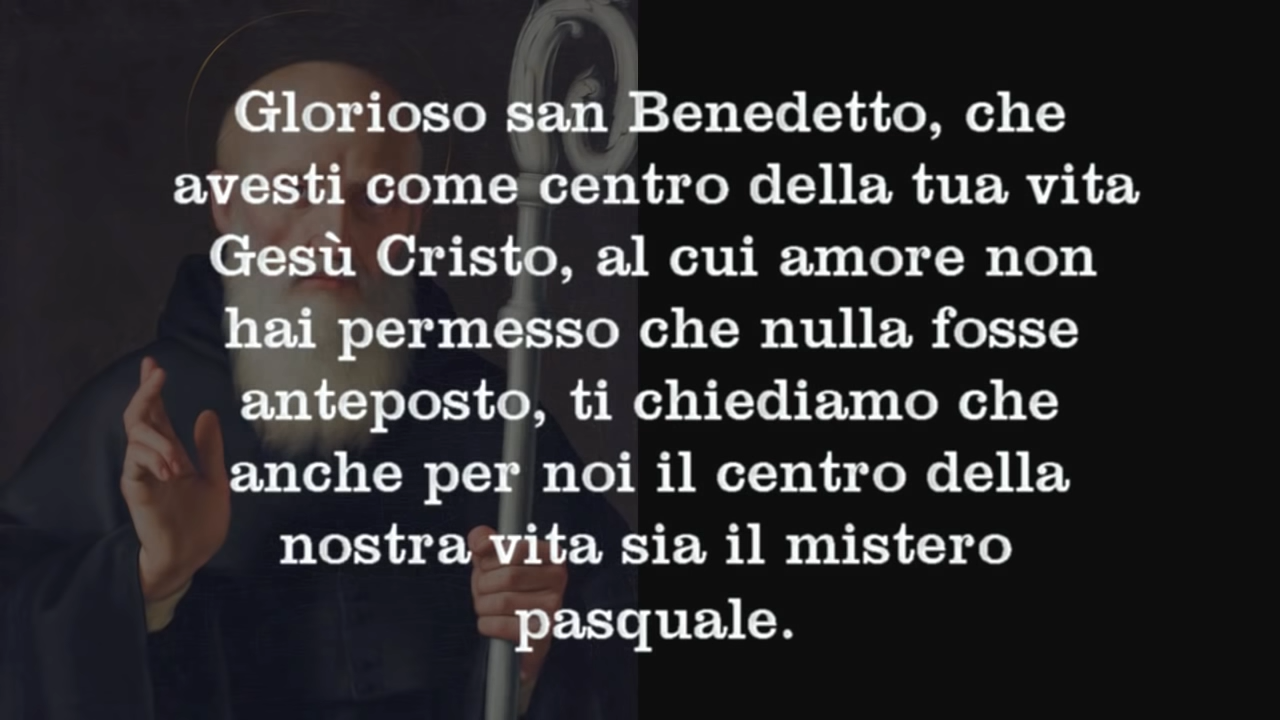 Glorioso san Benedetto, che
avesti come centro della tua vita
Gesù Cristo, al cui amore non
hai permesso che nulla fosse
anteposto, ti chiediamo che
anche per noi il centro della
nostra vita sia il mistero
pasquale.